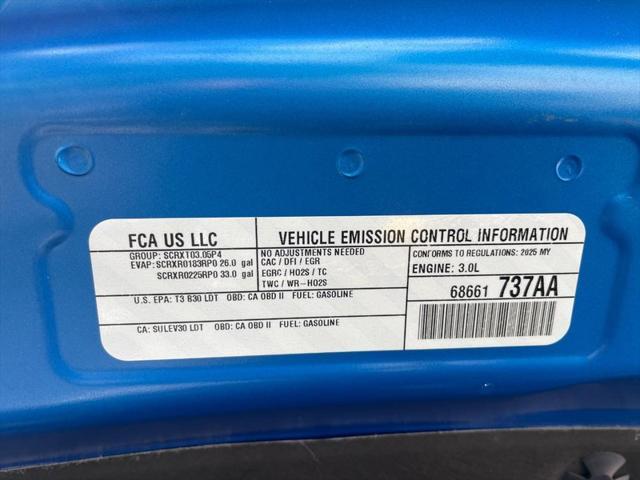 FCA US LLC
GROUP: SCRXT03.05P4
EVAP: SCRXR0183RP0 26.0 gal
SCRXR0225RP0 33.0 gal
VEHICLE EMISSION CONTROL INFORMATION
NO ADJUSTMENTS NEEDED
CAC / DFI / EGR
EGRC / HO2S / TC
TWC / WR-HO2S
CONFORMS TO REGULATIONS: 2025 MY
ENGINE: 3.0L
U.S. EPA: T3 B30 LDT OBD: CA OBD II FUEL: GASOLINE
CA: SULEV30 LDT OBD: CA OBD II FUEL: GASOLINE
68661 737AA